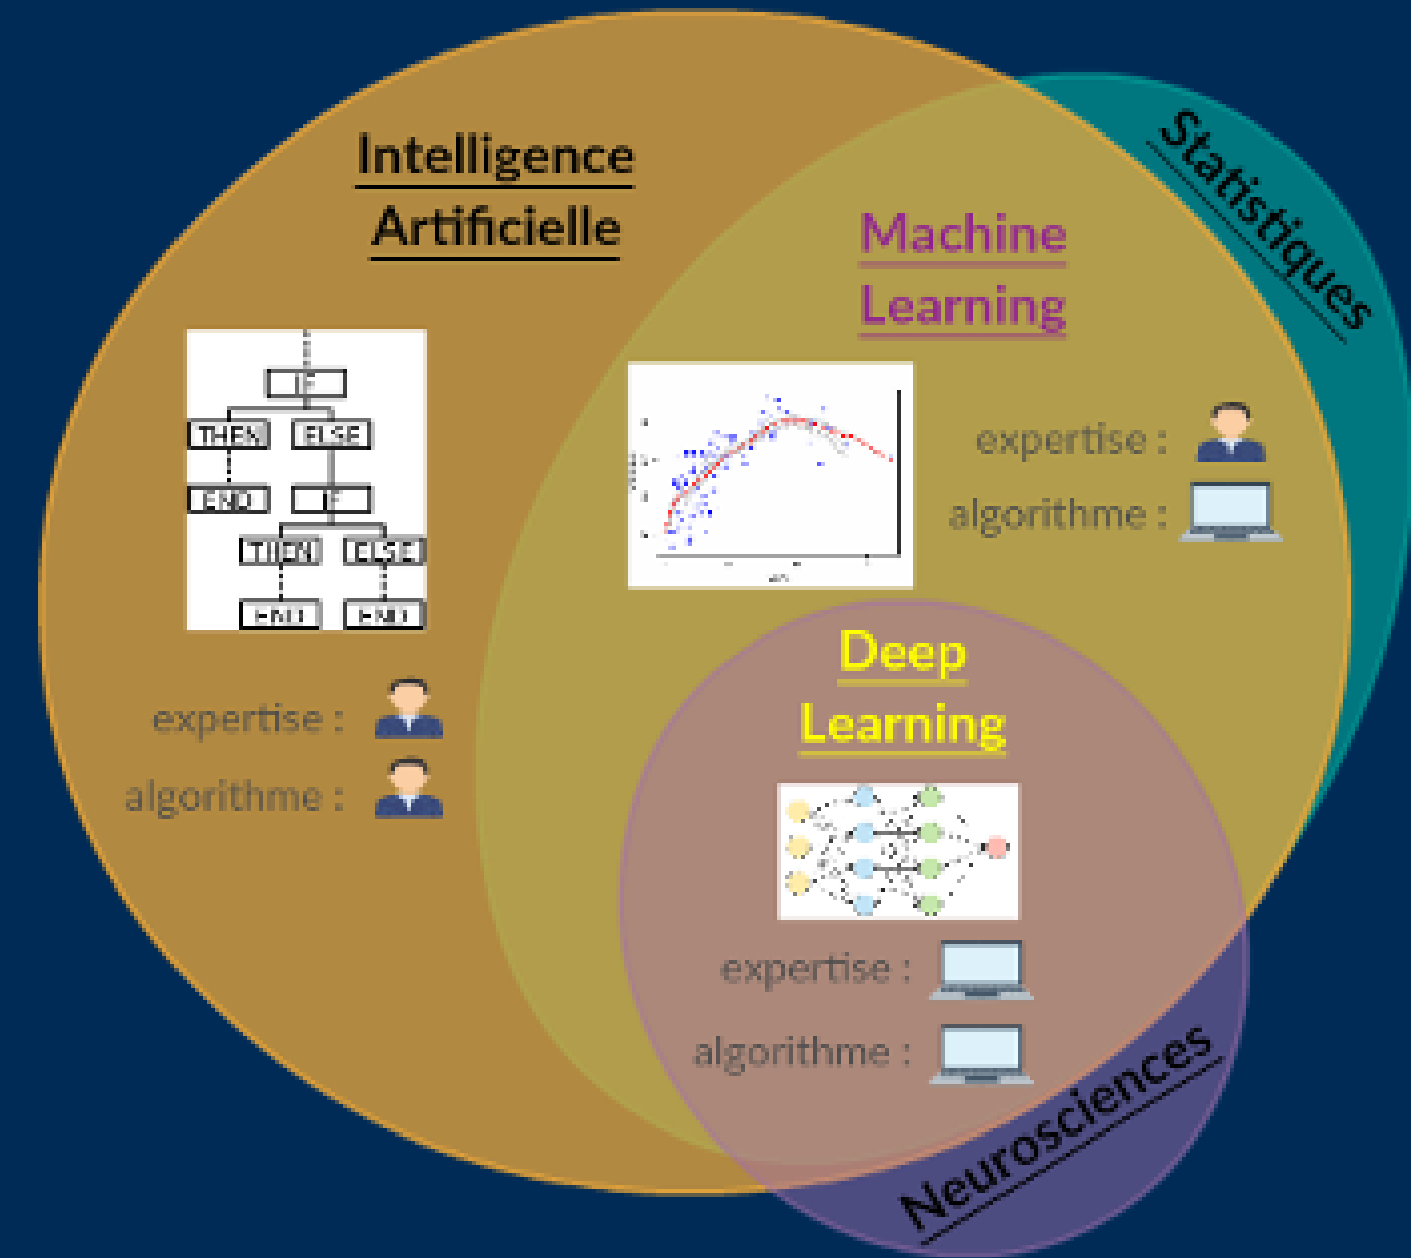 Intelligence
Artificielle
Statistiques
Machine
Learning
IF
THEN ELSE
END IF
THEN ELSE
END END
expertise :
algorithme :
expertise :
algorithme :
Deep
Learning
expertise :
algorithme :
Neurosciences